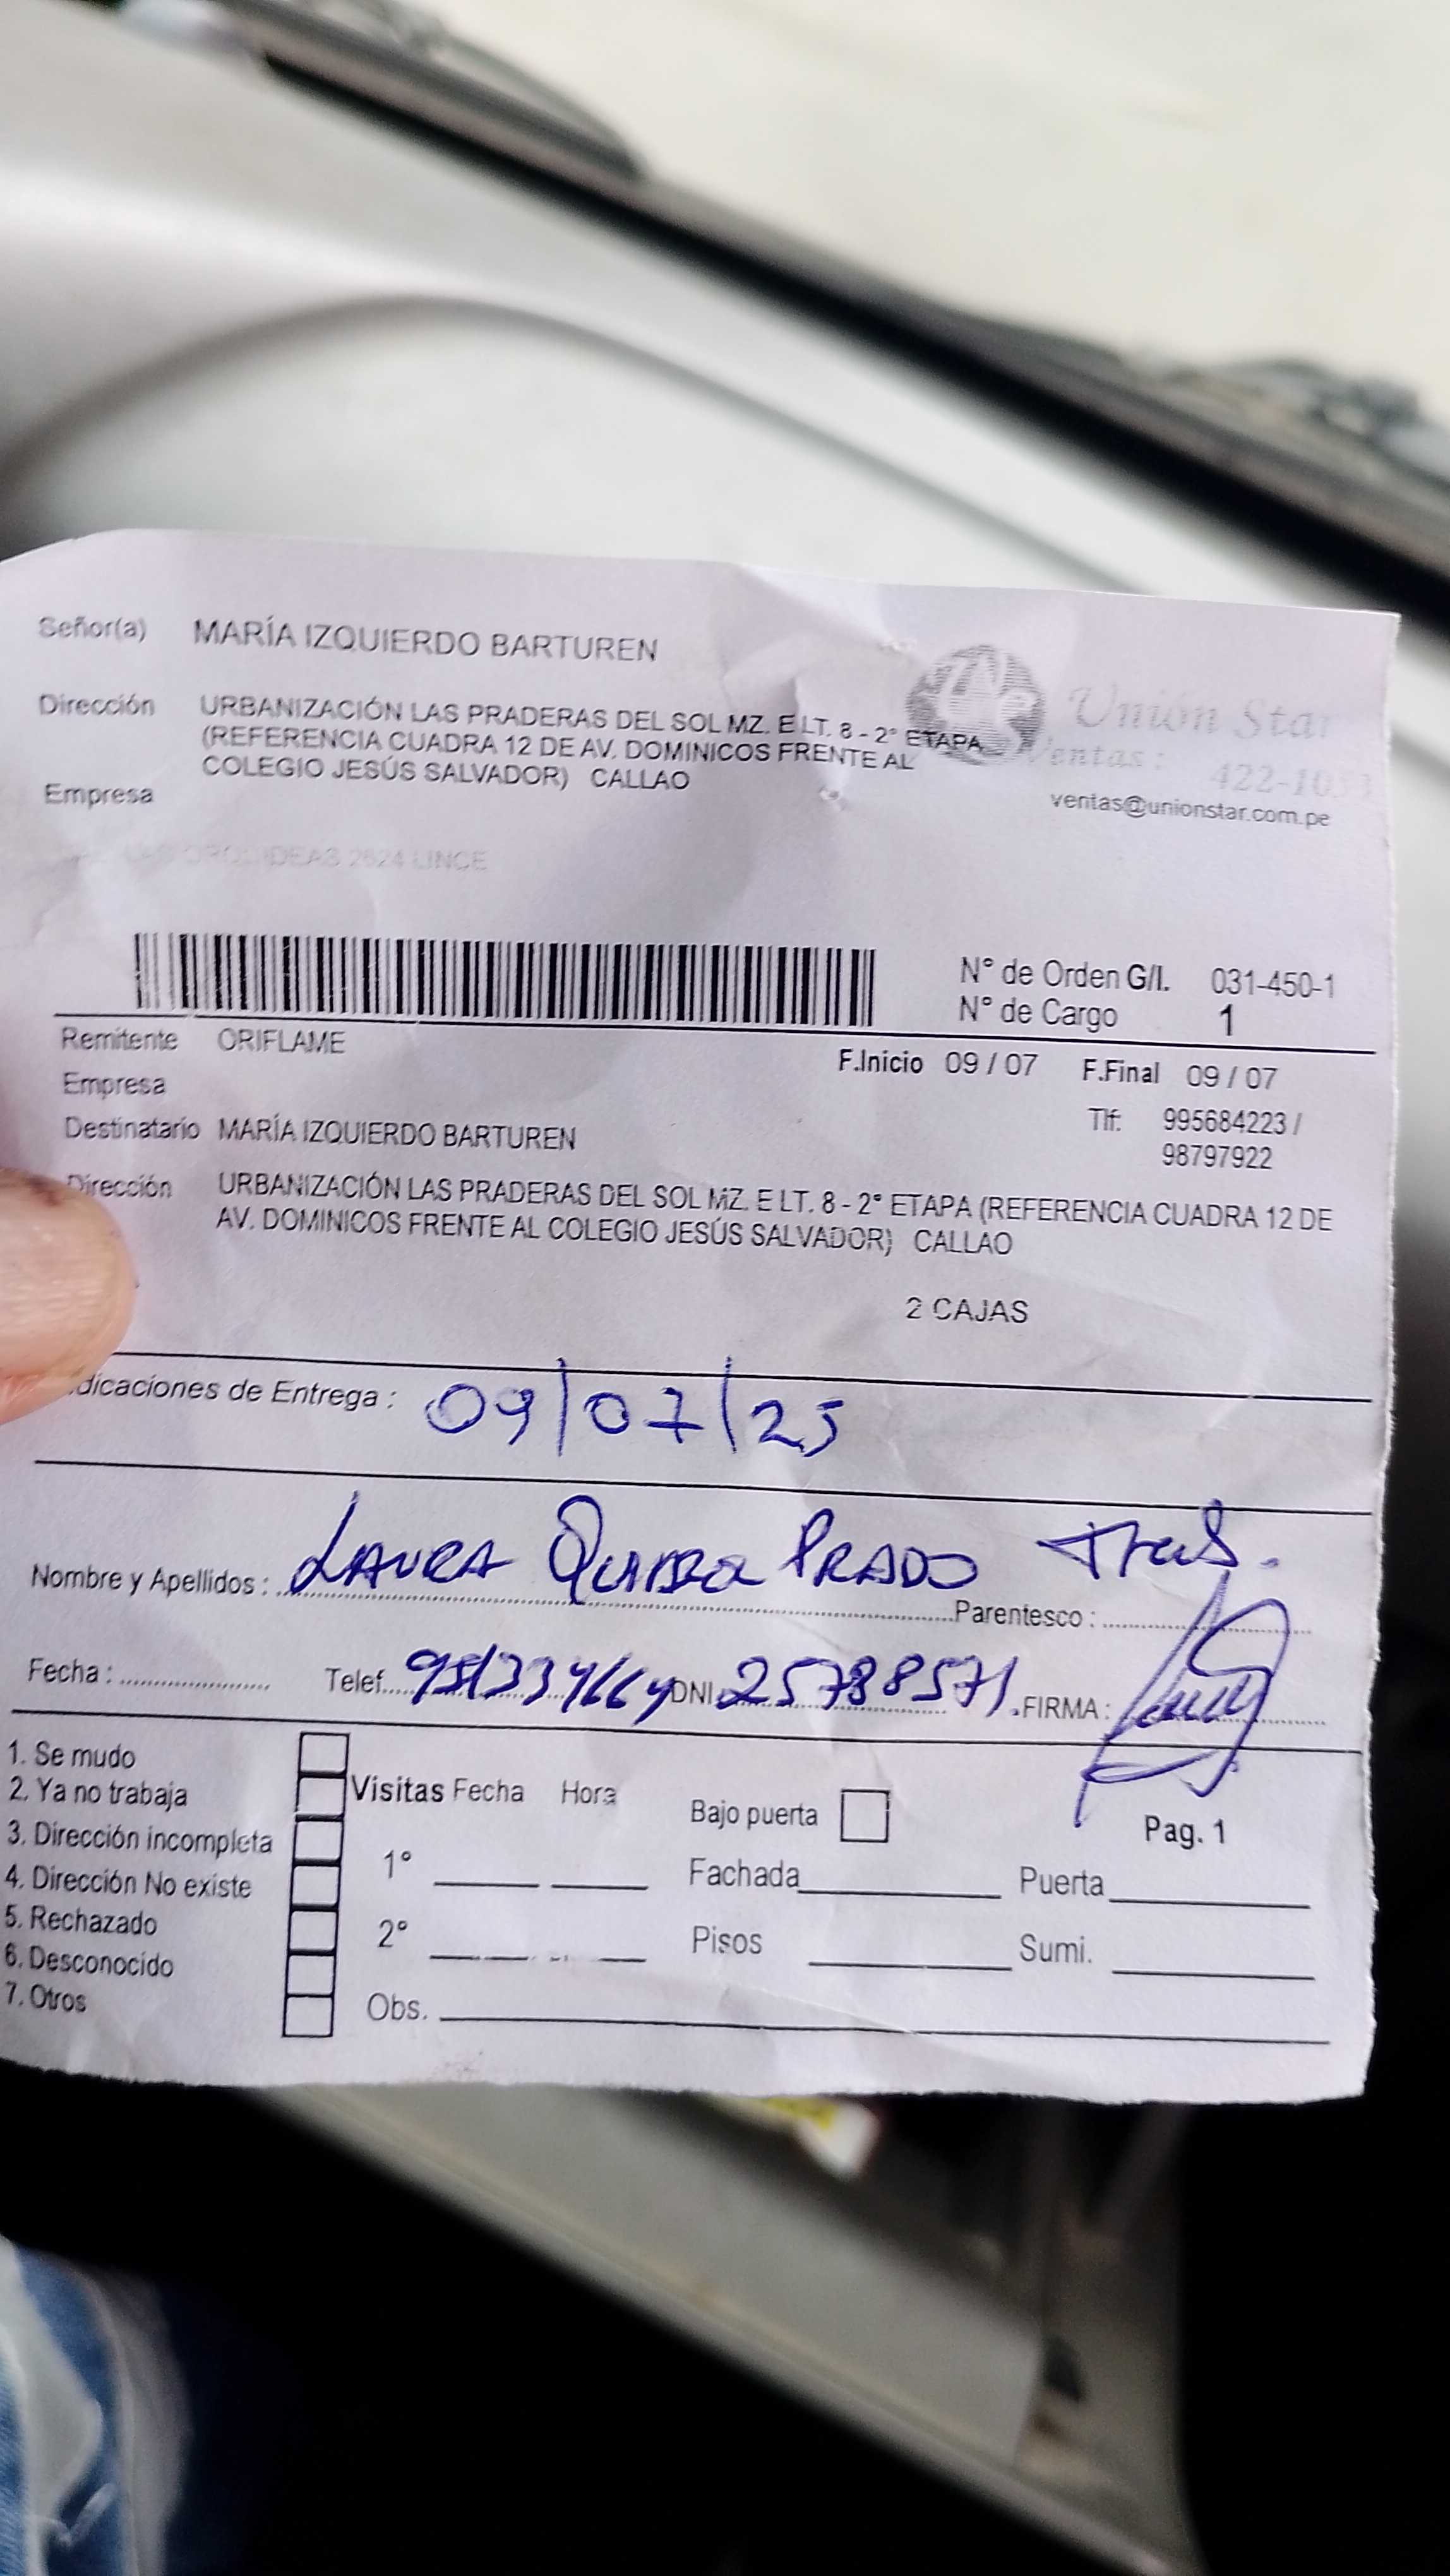 Señor(a) MARÍA IZQUIERDO BARTUREN
Dirección URBANIZACIÓN LAS PRADERAS DEL SOL MZ. E LT. 8 - 2° ETAPA
(REFERENCIA CUADRA 12 DE AV. DOMINICOS FRENTE AL
COLEGIO JESÚS SALVADOR) CALLAO
Empresa
Unión Star
Ventas: 422-10
ventas@unionstar.com.pe
2624 LINCE
N° de Orden G/I. 031-450-1
N° de Cargo 1
Remitente ORIFLAME
F.Inicio 09 / 07 F.Final 09 / 07
Empresa
Destinatario MARÍA IZQUIERDO BARTUREN
Tlf: 995684223 /
98797922
Dirección URBANIZACIÓN LAS PRADERAS DEL SOL MZ. E LT. 8 - 2° ETAPA (REFERENCIA CUADRA 12 DE
AV. DOMINICOS FRENTE AL COLEGIO JESÚS SALVADOR) CALLAO
2 CAJAS
dicaciones de Entrega : 09/07/25
Nombre y Apellidos : LAURA PRADO
Parentesco :
Fecha : Telef. DNI 25788571. FIRMA :
1. Se mudo
2. Ya no trabaja
3. Dirección incompleta
4. Dirección No existe
5. Rechazado
6. Desconocido
7. Otros
Visitas Fecha Hora
1°
2°
Obs.
Bajo puerta
Pag. 1
Fachada Puerta
Pisos Sumi.